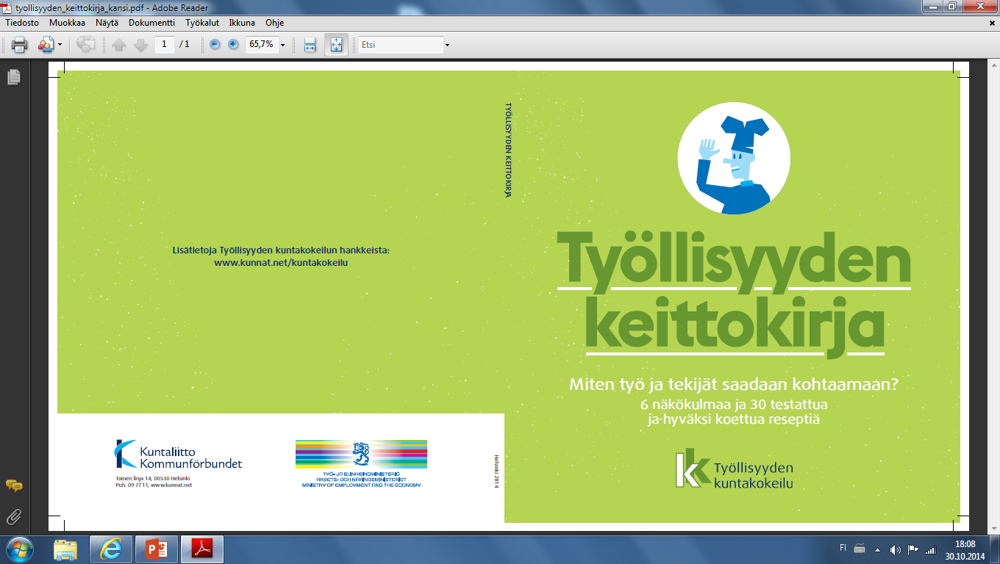 tyollisyyden_keittokirja_kansi.pdf - Adobe Reader
Tiedosto Muokkaa Näytä Dokumentti Työkalut Ikkuna Ohje
1 / 1 65,7% Etsi
Lisätietoja Työllisyyden kuntakokeilun hankkeista:
www.kunnat.net/kuntakokeilu
Kuntaliitto
Kommunförbundet
Toinen linja 14, 00530 Helsinki
Puh. 09 7711, www.kunnat.net
TYÖ- JA ELINKEINOMINISTERIÖ
ARBETS- OCH NÄRINGSMINISTERIET
MINISTRY OF EMPLOYMENT AND THE ECONOMY
TYÖLLISYYDEN KEITTOKIRJA
Helsinki 2014
Työllisyyden
keittokirja
Miten työ ja tekijät saadaan kohtaamaan?
6 näkökulmaa ja 30 testattua
ja hyväksi koettua reseptiä
kk
Työllisyyden
kuntakokeilu
FI
18:08
30.10.2014